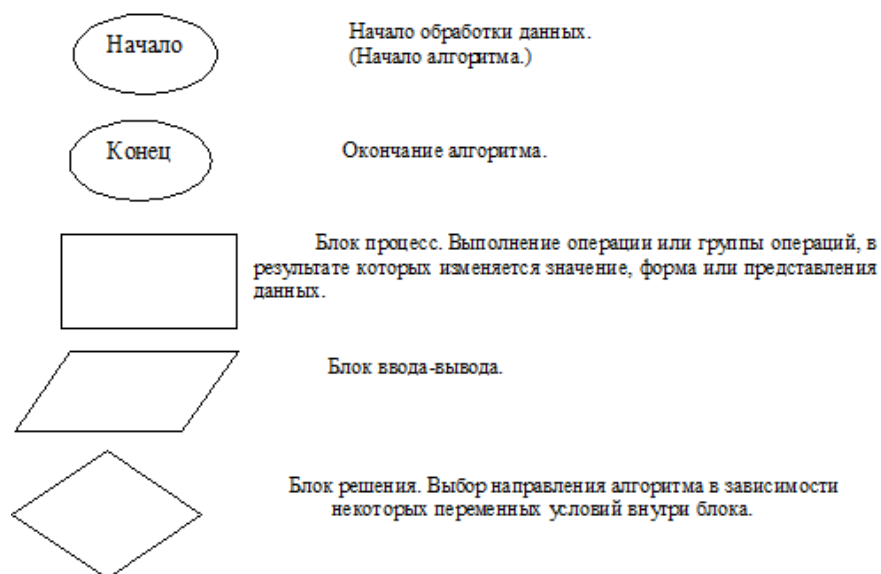 Начало
Начало обработки данных.
(Начало алгоритма.)
Конец
Окончание алгоритма.
Блок процесс. Выполнение операции или группы операций, в
результате которых изменяется значение, форма или представления
данных.
Блок ввода-вывода.
Блок решения. Выбор направления алгоритма в зависимости
некоторых переменных условий внутри блока.